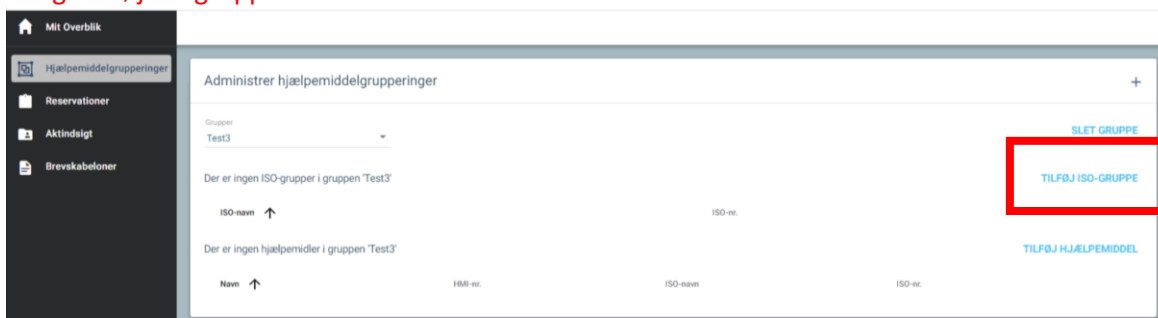 Mit Overblik
Hjælpemiddelgrupperinger
Reservationer
Aktindsigt
Brevskabeloner
Administrer hjælpemiddelgrupperinger +
Grupper
Test3
SLET GRUPPE
Der er ingen ISO-grupper i gruppen 'Test3'
TILFØJ ISO-GRUPPE
ISO-navn ISO-nr.
Der er ingen hjælpemidler i gruppen 'Test3'
TILFØJ HJÆLPEMIDDEL
Navn HMI-nr. ISO-navn ISO-nr.